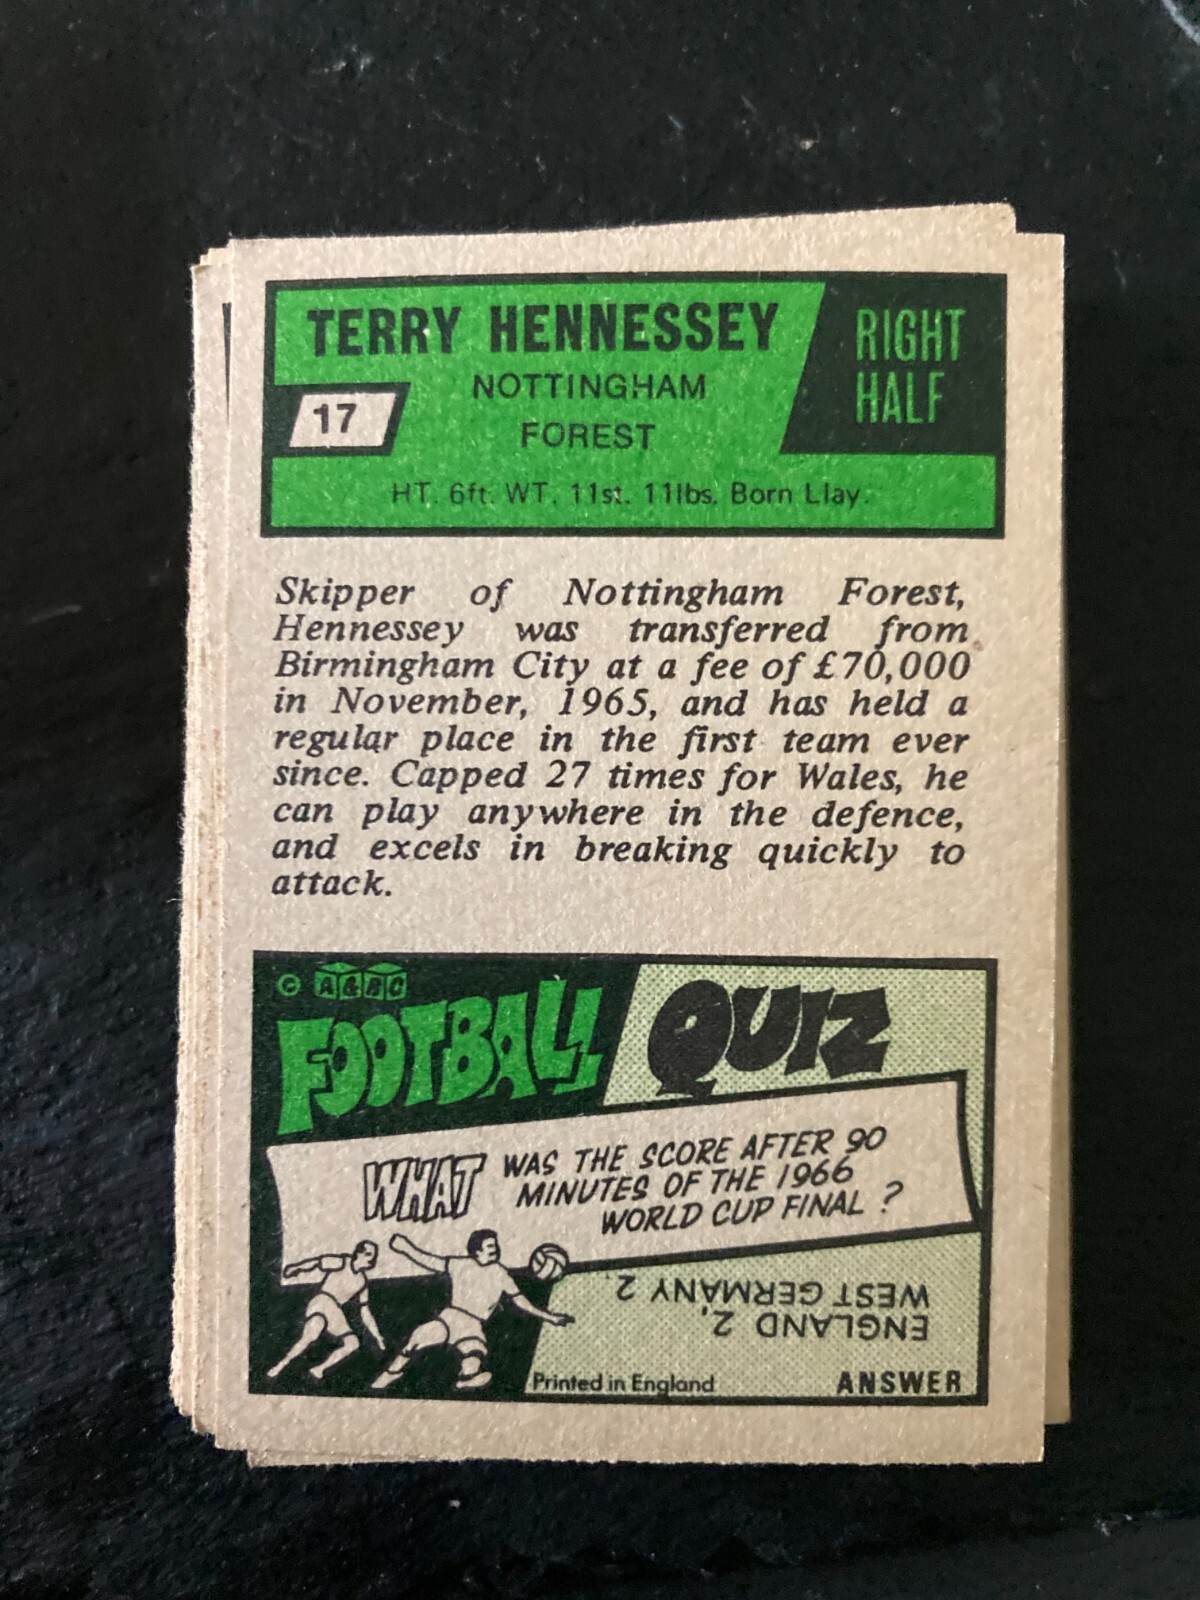 TERRY HENNESSEY
RIGHT
HALF
NOTTINGHAM
FOREST
17
HT. 6ft. WT. 11st. 11lbs. Born Llay.
Skipper of Nottingham Forest,
Hennessey was transferred from
Birmingham City at a fee of £70,000
in November, 1965, and has held a
regular place in the first team ever
since. Capped 27 times for Wales, he
can play anywhere in the defence,
and excels in breaking quickly to
attack.
© A&BC
FOOTBALL QUIZ
WHAT WAS THE SCORE AFTER 90
MINUTES OF THE 1966
WORLD CUP FINAL ?
ENGLAND 2,
WEST GERMANY 2.
Printed in England
ANSWER